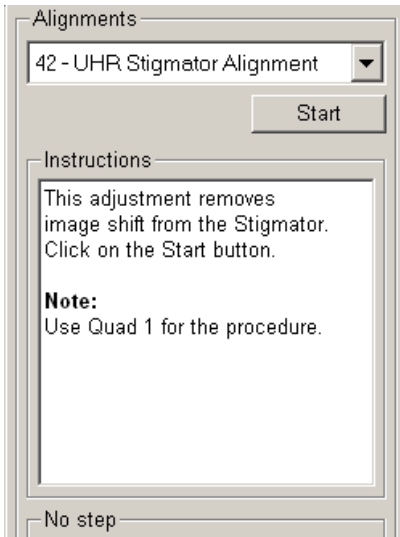 Alignments
42 - UHR Stigmator Alignment
Start
Instructions
This adjustment removes
image shift from the Stigmator.
Click on the Start button.
Note:
Use Quad 1 for the procedure.
No step